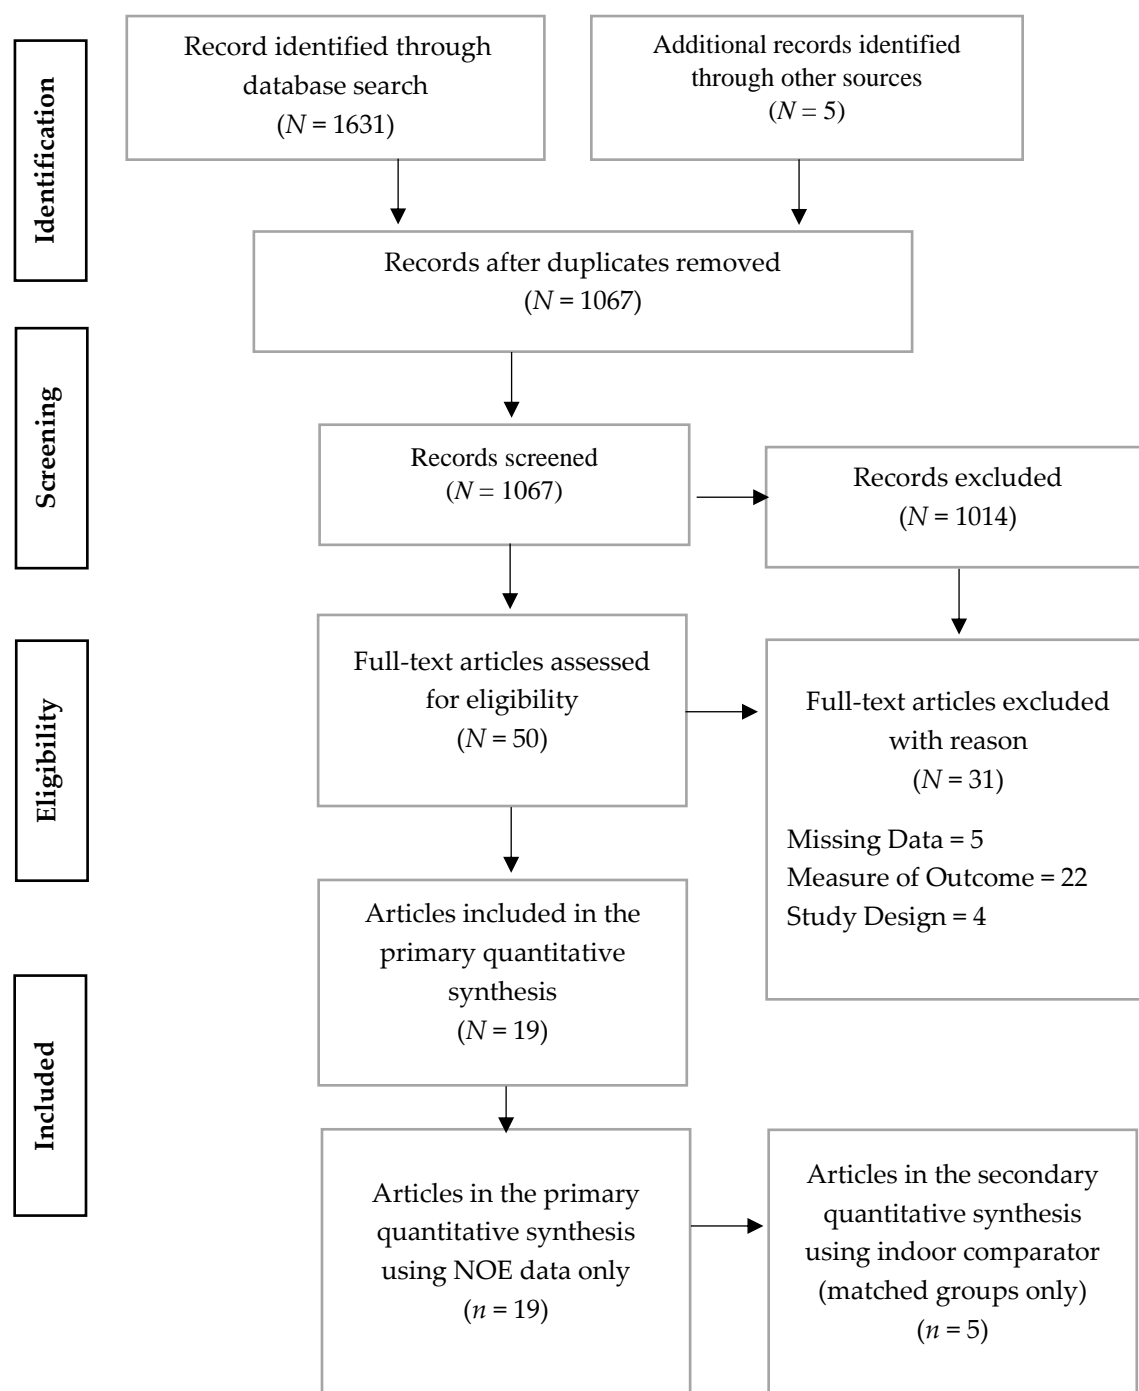 Identification
Record identified through
database search
(N = 1631)
Additional records identified
through other sources
(N = 5)
Records after duplicates removed
(N = 1067)
Screening
Records screened
(N = 1067)
Records excluded
(N = 1014)
Eligibility
Full-text articles assessed
for eligibility
(N = 50)
Full-text articles excluded
with reason
(N = 31)
Missing Data = 5
Measure of Outcome = 22
Study Design = 4
Included
Articles included in the
primary quantitative
synthesis
(N = 19)
Articles in the primary
quantitative synthesis
using NOE data only
(n = 19)
Articles in the secondary
quantitative synthesis
using indoor comparator
(matched groups only)
(n = 5)